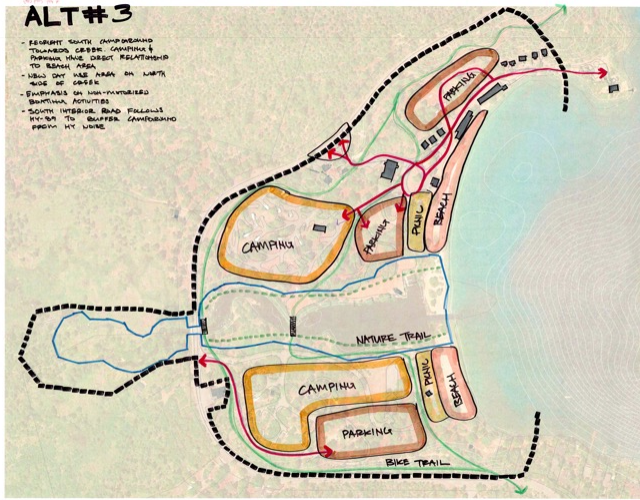 ALT#3
- REORIENT SOUTH CAMPGROUND
TOWARDS CREEK. CAMPING &
PARKING HAVE DIRECT RELATIONSHIP
TO BEACH AREA
- NEW DAY USE AREA ON NORTH
SIDE OF CREEK
- EMPHASIS ON NON-MOTORIZED
BOATING ACTIVITIES
- SOUTH INTERIOR ROAD FOLLOWS
HY-89 TO BUFFER CAMPGROUND
FROM HY NOISE
PARKING
CAMPING
PARKING
PICNIC
BEACH
NATURE TRAIL
CAMPING
PICNIC
BEACH
PARKING
BIKE TRAIL